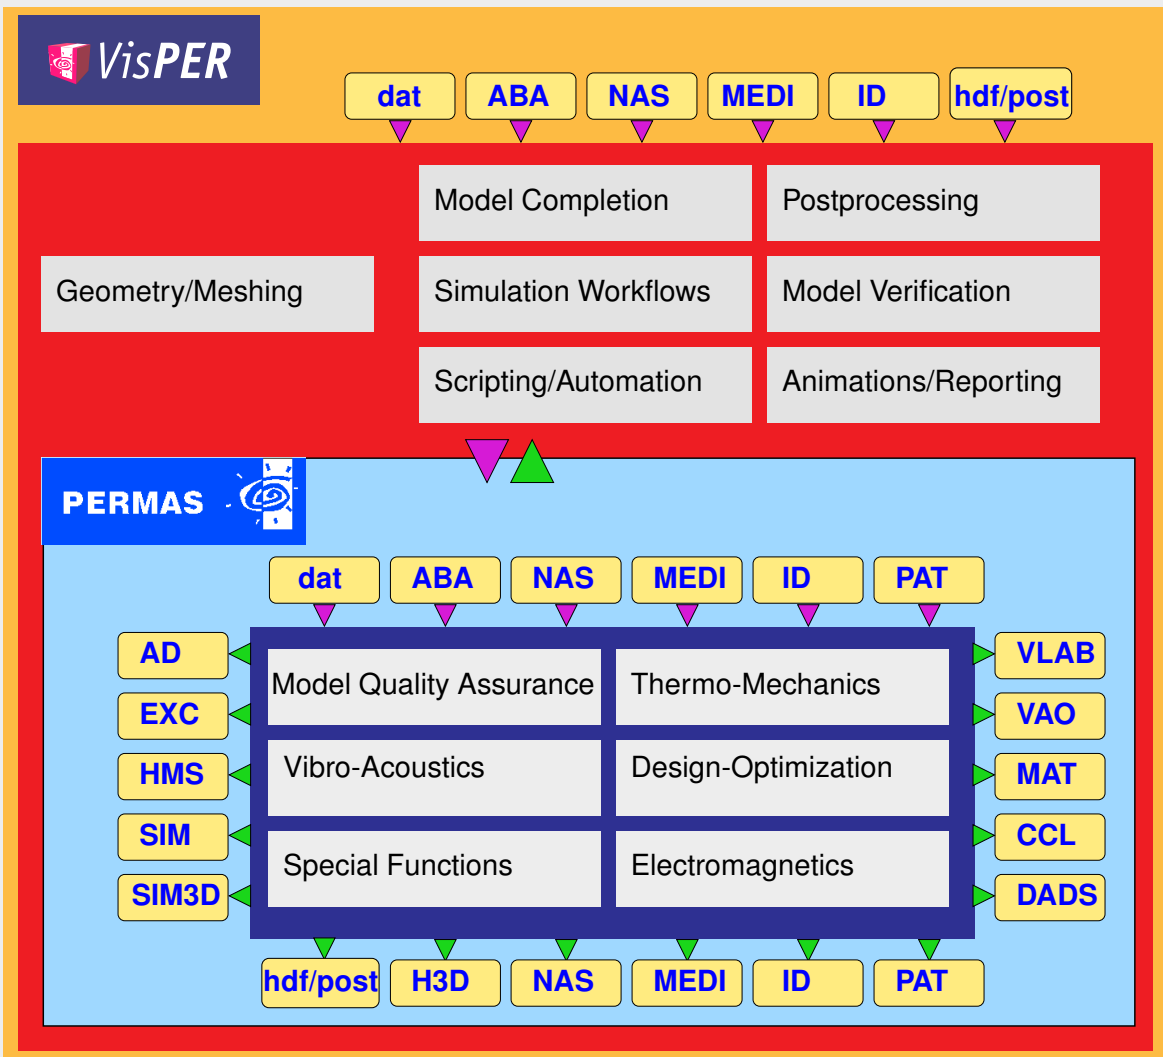 VisPER
dat ABA NAS MEDI ID hdf/post
Model Completion Postprocessing
Geometry/Meshing Simulation Workflows Model Verification
Scripting/Automation Animations/Reporting
PERMAS
dat ABA NAS MEDI ID PAT
AD VLAB
Model Quality Assurance Thermo-Mechanics
EXC VAO
HMS Vibro-Acoustics Design-Optimization MAT
SIM CCL
Special Functions Electromagnetics
SIM3D DADS
hdf/post H3D NAS MEDI ID PAT